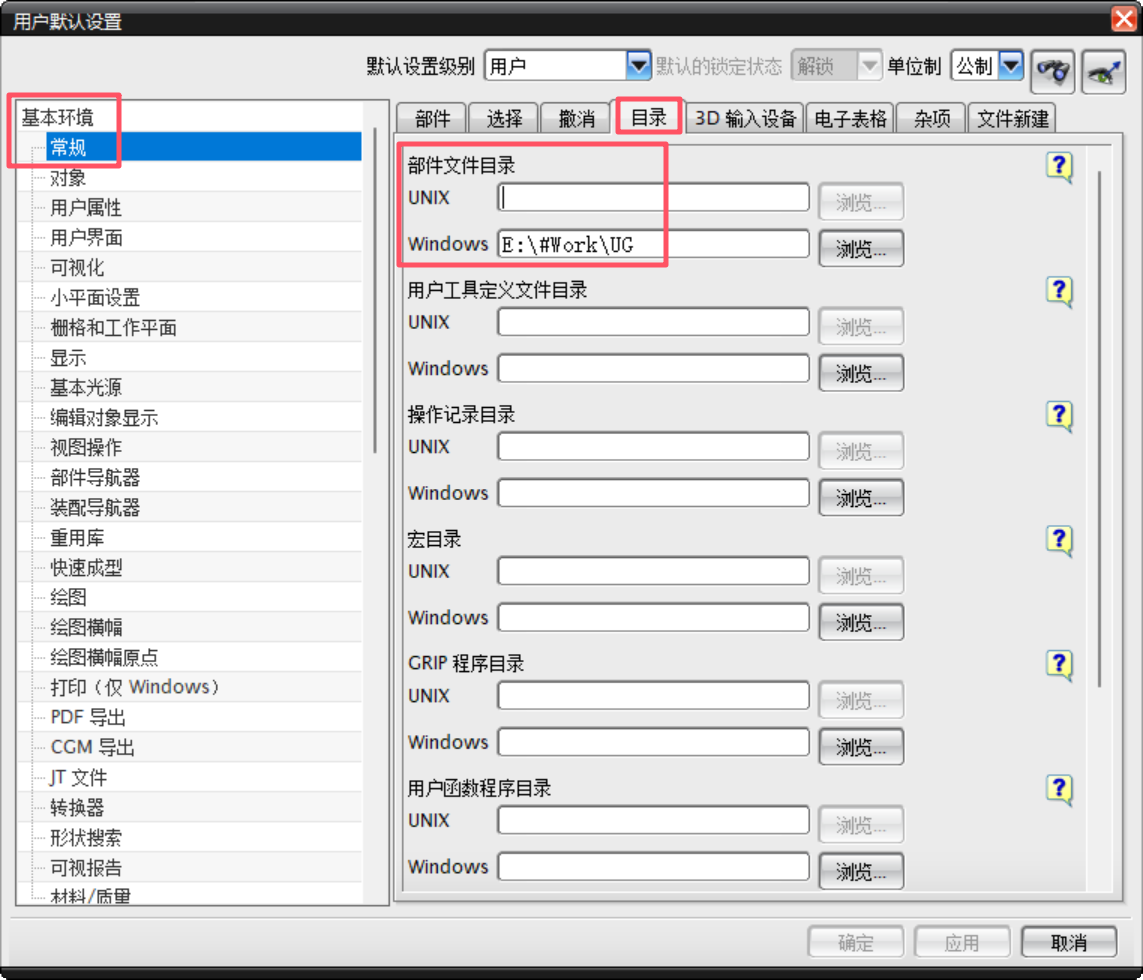 用户默认设置
默认设置级别 用户 默认的锁定状态 解锁 单位制 公制
基本环境
常规
对象
用户属性
用户界面
可视化
小平面设置
栅格和工作平面
显示
基本光源
编辑对象显示
视图操作
部件导航器
装配导航器
重用库
快速成型
绘图
绘图横幅
绘图横幅原点
打印（仅 Windows）
PDF 导出
CGM 导出
JT 文件
转换器
形状搜索
可视报告
材料/质量
部件 选择 撤消 目录 3D 输入设备 电子表格 杂项 文件新建
部件文件目录
UNIX 浏览...
Windows E:\#Work\UG 浏览...
用户工具定义文件目录
UNIX 浏览...
Windows 浏览...
操作记录目录
UNIX 浏览...
Windows 浏览...
宏目录
UNIX 浏览...
Windows 浏览...
GRIP 程序目录
UNIX 浏览...
Windows 浏览...
用户函数程序目录
UNIX 浏览...
Windows 浏览...
确定 应用 取消